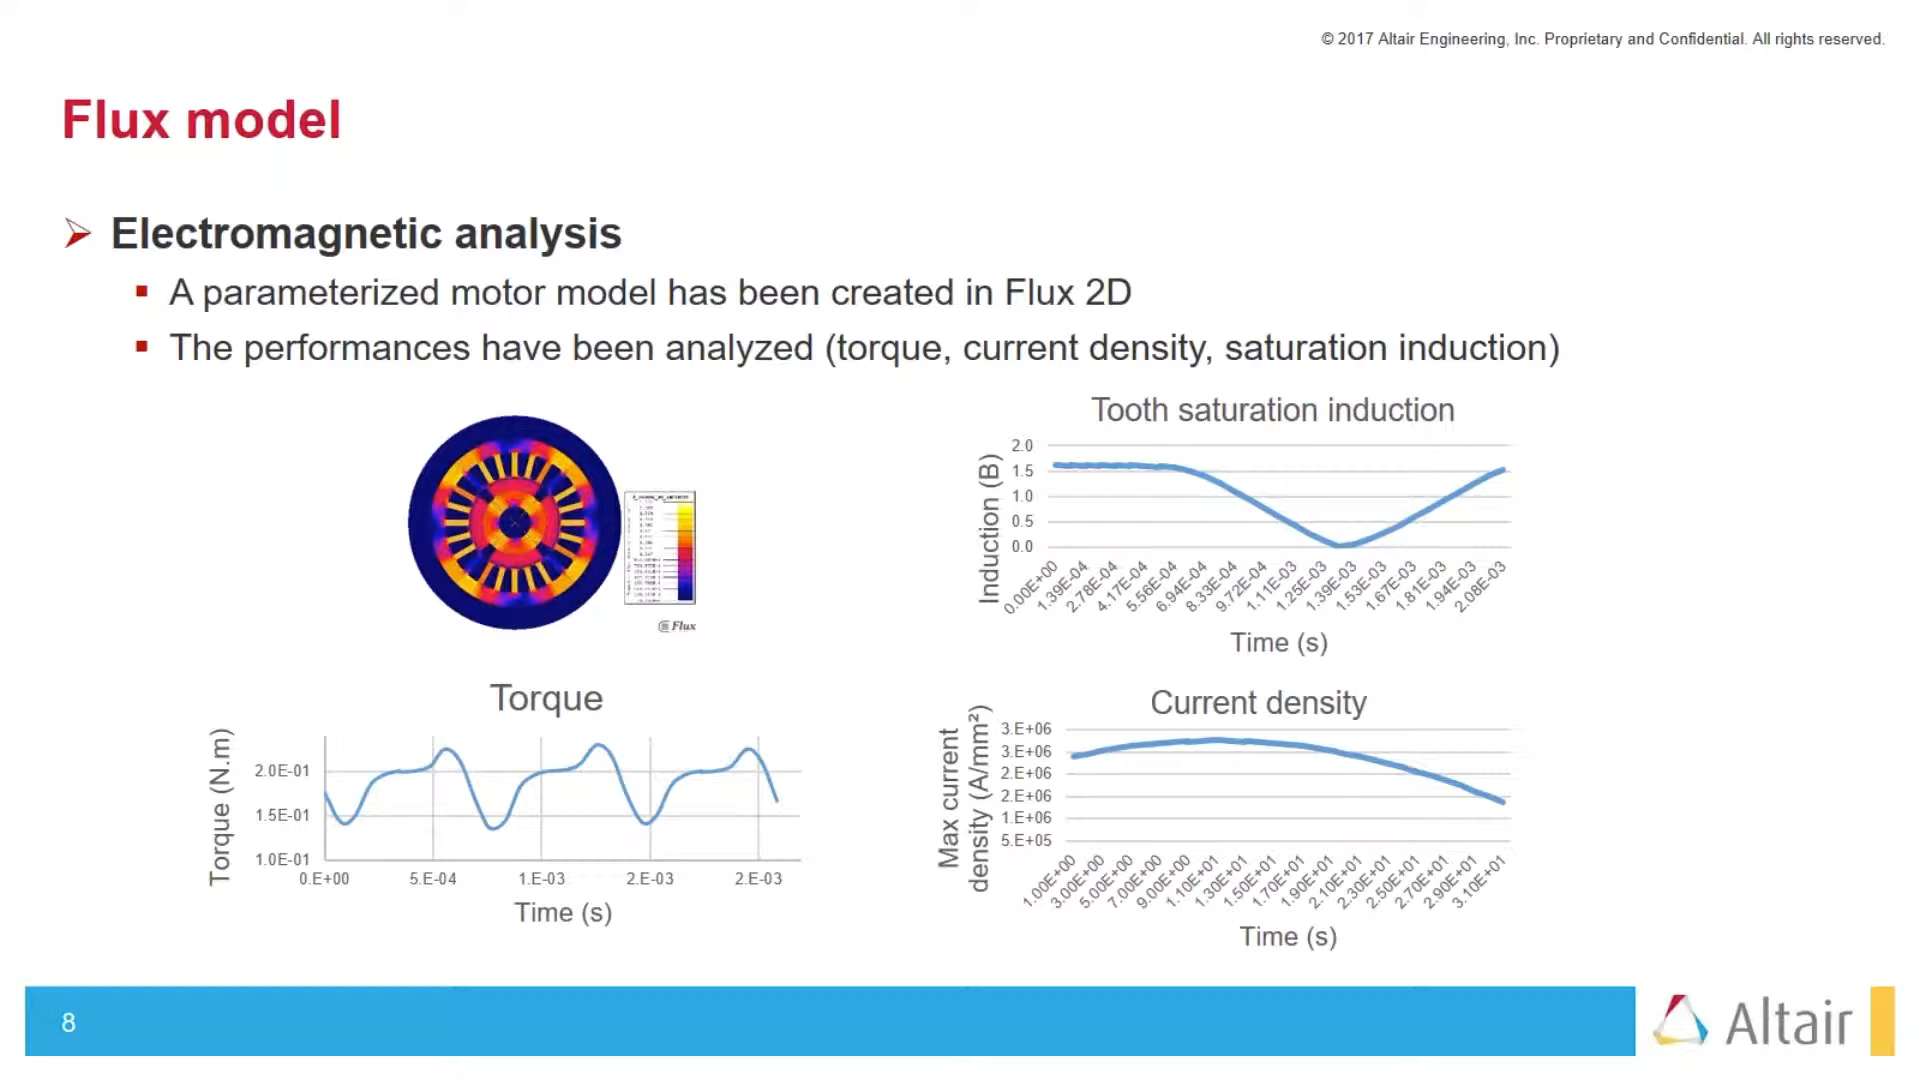 © 2017 Altair Engineering, Inc. Proprietary and Confidential. All rights reserved.
Flux model
➢ Electromagnetic analysis
▪ A parameterized motor model has been created in Flux 2D
▪ The performances have been analyzed (torque, current density, saturation induction)
Flux
Tooth saturation induction
Induction (B)
2.0
1.5
1.0
0.5
0.0
0.00E+00
1.39E-04
2.78E-04
4.17E-04
5.56E-04
6.94E-04
8.33E-04
9.72E-04
1.11E-03
1.25E-03
1.39E-03
1.53E-03
1.67E-03
1.81E-03
1.94E-03
2.08E-03
Time (s)
Torque
Torque (N.m)
2.0E-01
1.5E-01
1.0E-01
0.E+00 5.E-04 1.E-03 2.E-03 2.E-03
Time (s)
Current density
Max current
density (A/mm²)
3.E+06
3.E+06
2.E+06
2.E+06
1.E+06
5.E+05
1.00E+00
3.00E+00
5.00E+00
7.00E+00
9.00E+00
1.10E+01
1.30E+01
1.50E+01
1.70E+01
1.90E+01
2.10E+01
2.30E+01
2.50E+01
2.70E+01
2.90E+01
3.10E+01
Time (s)
8
Altair